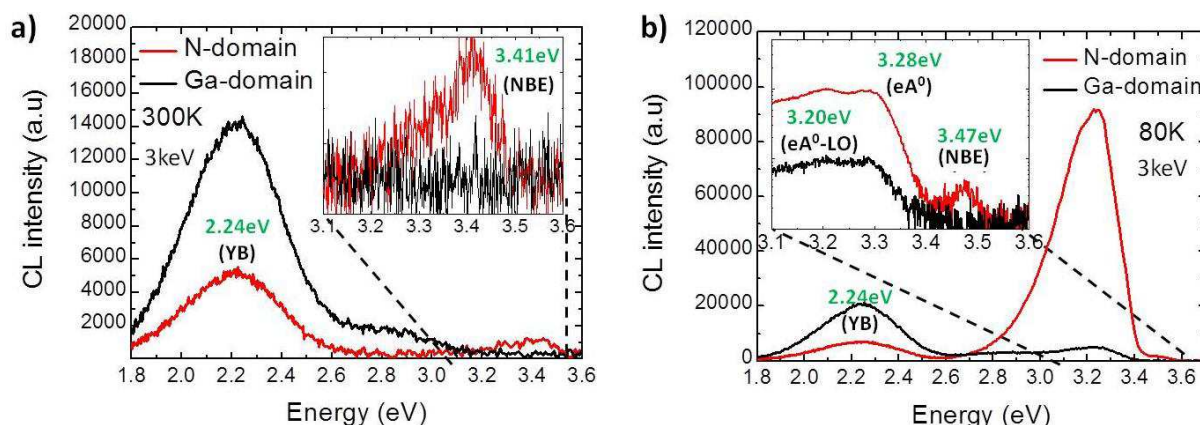 a)
20000
18000
16000
14000
12000
10000
8000
6000
4000
2000
CL intensity (a.u)
N-domain
Ga-domain
300K
3keV
2.24eV
(YB)
3.41eV
(NBE)
3.1 3.2 3.3 3.4 3.5 3.6
1.8 2.0 2.2 2.4 2.6 2.8 3.0 3.2 3.4 3.6
Energy (eV)
b)
120000
100000
80000
60000
40000
20000
0
CL intensity (a.u)
N-domain
Ga-domain
80K
3keV
3.28eV
(eA⁰)
3.20eV
(eA⁰-LO)
3.47eV
(NBE)
3.1 3.2 3.3 3.4 3.5 3.6
2.24eV
(YB)
1.8 2.0 2.2 2.4 2.6 2.8 3.0 3.2 3.4 3.6
Energy (eV)